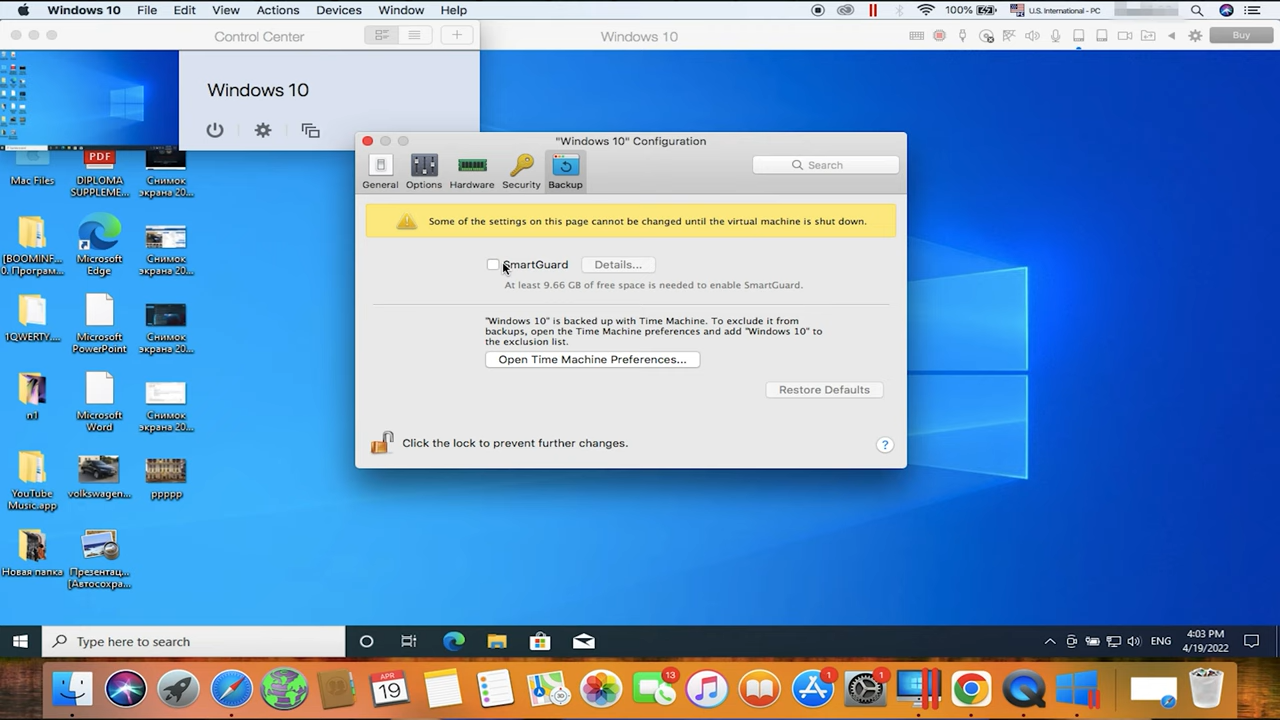 Windows 10 File Edit View Actions Devices Window Help 100% U.S. International - PC
Control Center
Windows 10
Buy
Windows 10
"Windows 10" Configuration
General Options Hardware Security Backup
Search
Some of the settings on this page cannot be changed until the virtual machine is shut down.
SmartGuard Details...
At least 9.66 GB of free space is needed to enable SmartGuard.
"Windows 10" is backed up with Time Machine. To exclude it from
backups, open the Time Machine preferences and add "Windows 10" to
the exclusion list.
Open Time Machine Preferences...
Restore Defaults
Click the lock to prevent further changes.
?
Mac Files
PDF
DIPLOMA
SUPPLEME...
Снимок
экрана 20...
[BOOMINF...
0. Програм...
Microsoft
Edge
Снимок
экрана 20...
1QWERTY...
Microsoft
PowerPoint
Снимок
экрана 20...
n1
Microsoft
Word
Снимок
экрана 20...
YouTube
Music.app
volkswagen...
ppppp
Новая папка
Презентац...
[Автосохра...
Type here to search
ENG
4:03 PM
4/19/2022
APR
19
3D
13
1
1